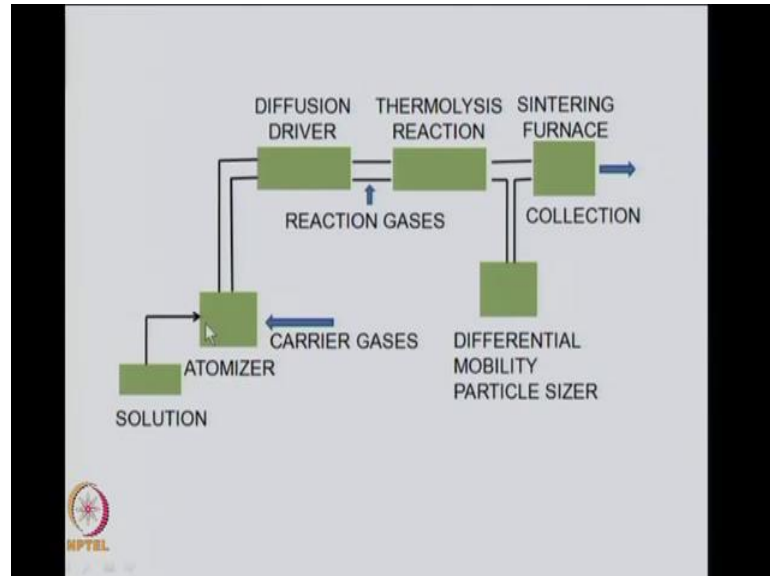 DIFFUSION
DRIVER
THERMOLYSIS
REACTION
SINTERING
FURNACE
REACTION GASES
COLLECTION
CARRIER GASES
ATOMIZER
SOLUTION
DIFFERENTIAL
MOBILITY
PARTICLE SIZER
NPTEL